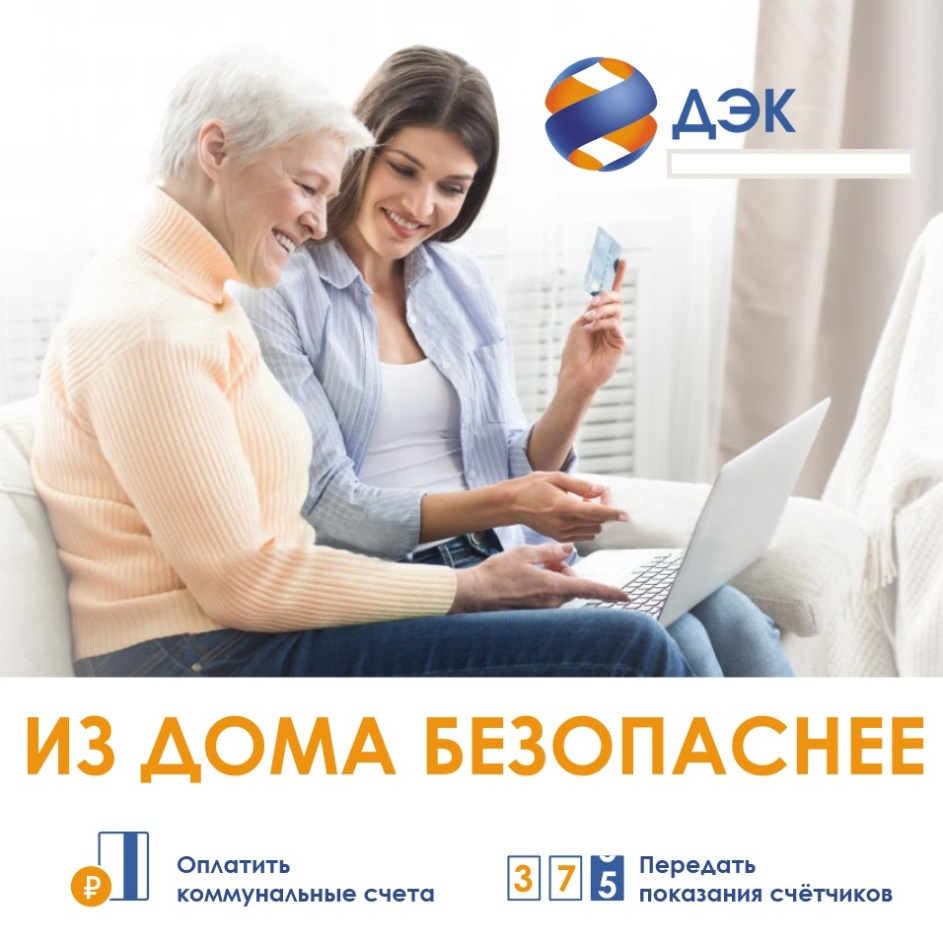 ДЭК
ИЗ ДОМА БЕЗОПАСНЕЕ
Оплатить
коммунальные счета
₽
3 7 5
Передать
показания счётчиков